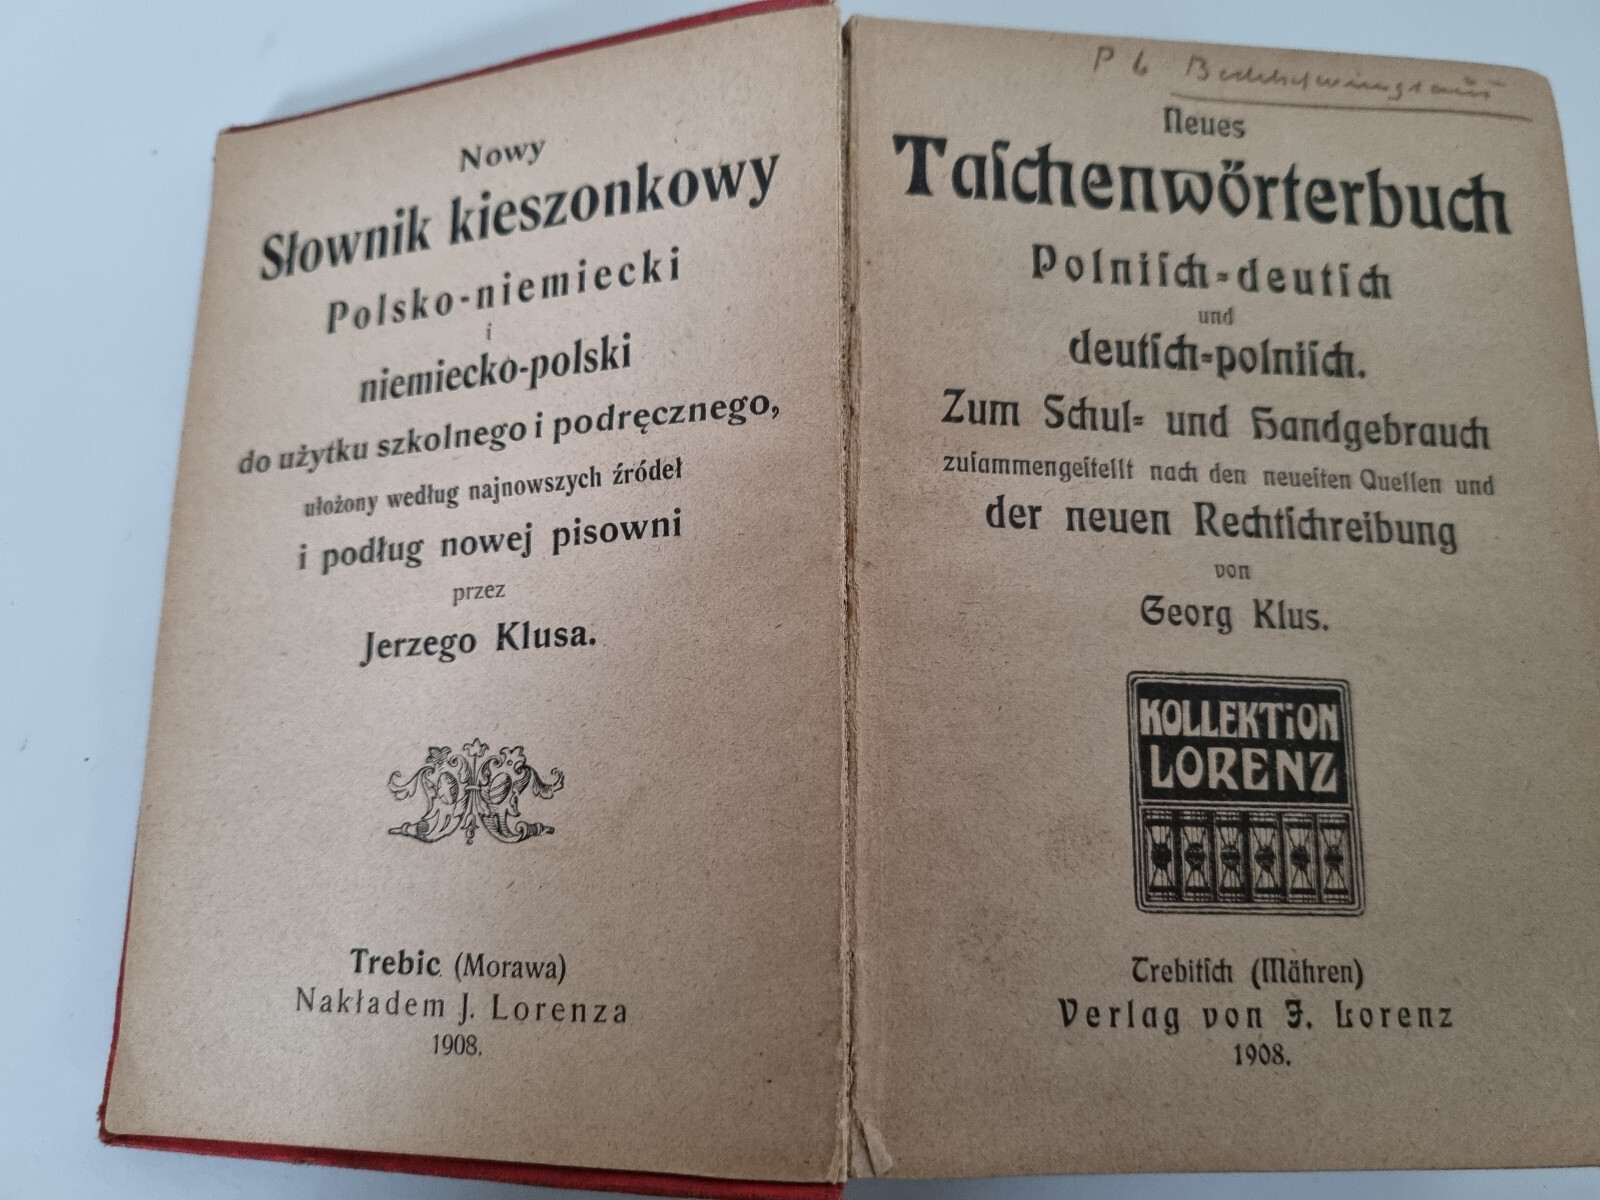 Nowy
Słownik kieszonkowy
Polsko-niemiecki
i
niemiecko-polski
do użytku szkolnego i podręcznego,
ułożony według najnowszych źródeł
i podług nowej pisowni
przez
Jerzego Klusa.
Trebic (Morawa)
Nakładem J. Lorenza
1908.
P b
Neues
Taſchenwörterbuch
Polniſch-deutſch
und
deutſch-polniſch.
Zum Schul- und Handgebrauch
zuſammengeſtellt nach den neueſten Quellen und
der neuen Rechtſchreibung
von
Georg Klus.
KOLLEKTiON
LORENZ
Trebitſch (Mähren)
Verlag von J. Lorenz
1908.